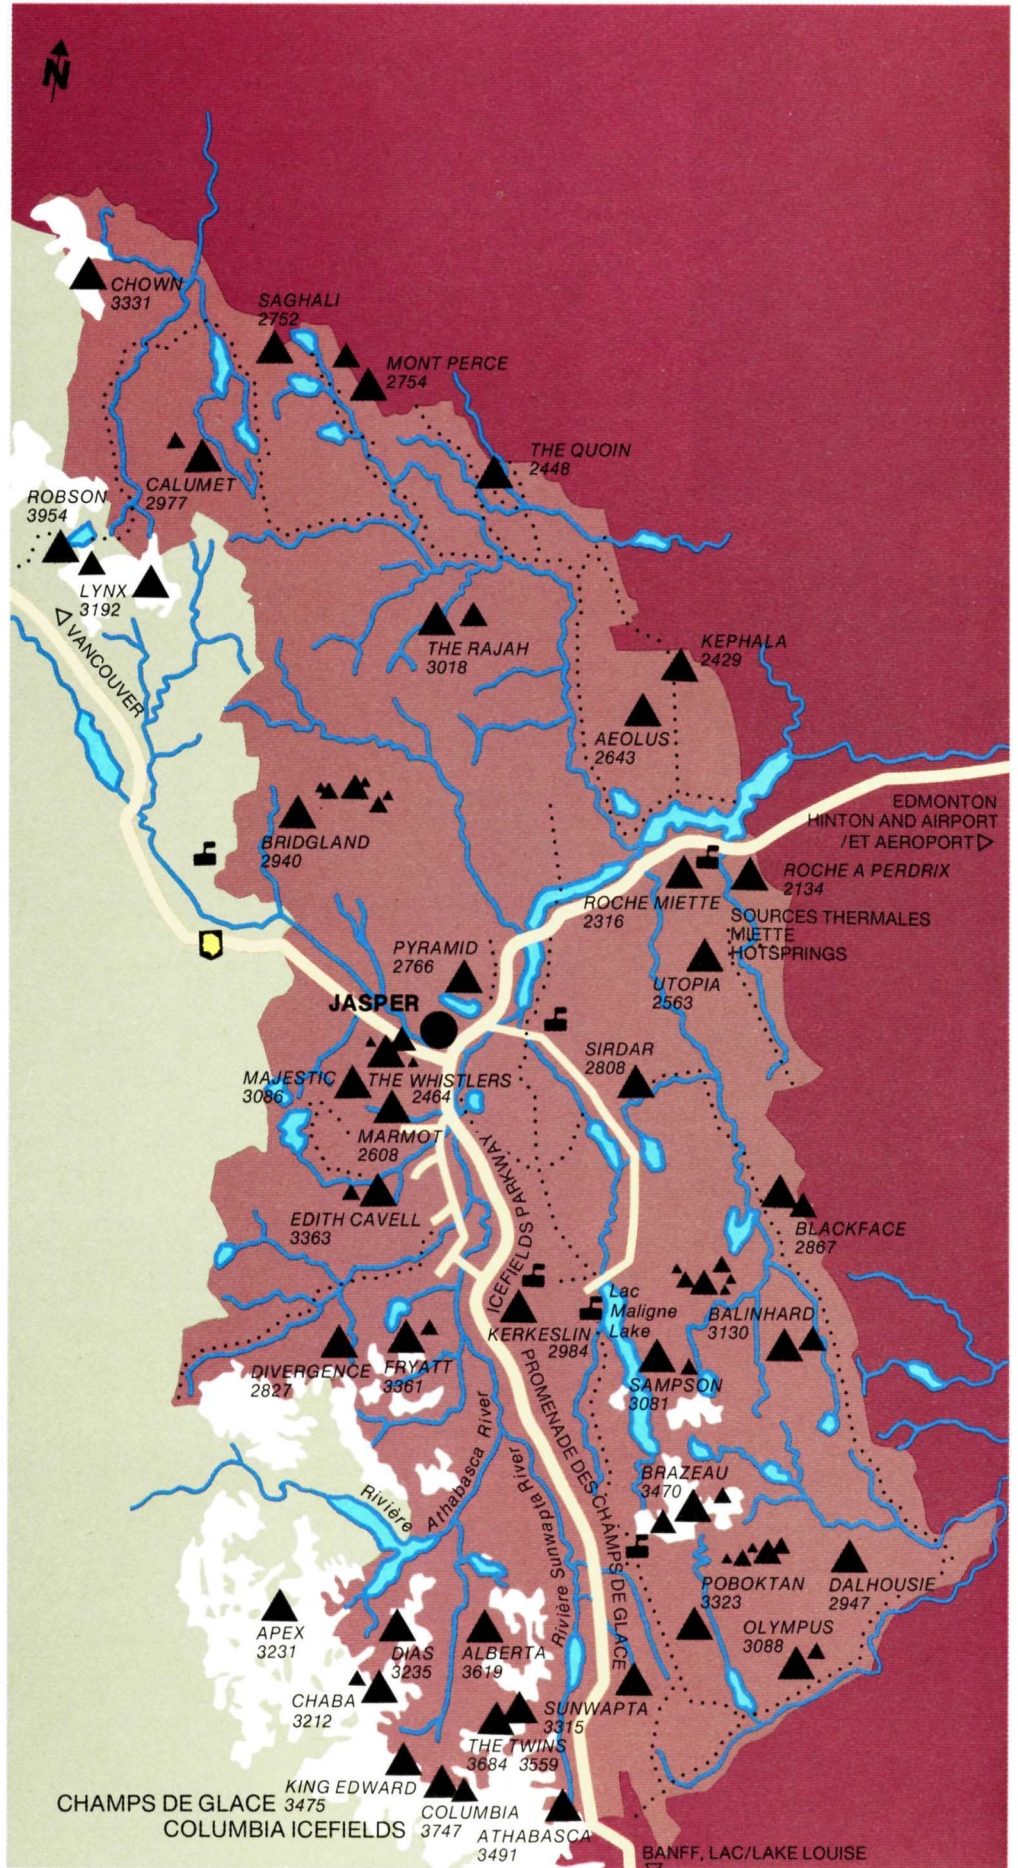 N
CHOWN
3331
SAGHALI
2752
MONT PERCE
2754
THE QUOIN
2448
CALUMET
2977
ROBSON
3954
LYNX
3192
VANCOUVER
THE RAJAH
3018
KEPHALA
2429
AEOLUS
2643
BRIDGLAND
2940
EDMONTON
HINTON AND AIRPORT
/ET AEROPORT
ROCHE A PERDRIX
2134
ROCHE MIETTE
2316
SOURCES THERMALES
MIETTE
HOTSPRINGS
UTOPIA
2563
PYRAMID
2766
JASPER
SIRDAR
2808
MAJESTIC
3086
THE WHISTLERS
2464
MARMOT
2608
EDITH CAVELL
3363
ICEFIELDS PARKWAY
BLACKFACE
2867
Lac
Maligne
Lake
BALINHARD
3130
KERKESLIN
2984
DIVERGENCE
2827
FRYATT
3361
SAMPSON
3081
PROMENADE DES CHAMPS DE GLACE
Rivière
Athabasca River
Rivière Sunwapta River
BRAZEAU
3470
POBOKTAN
3323
DALHOUSIE
2947
OLYMPUS
3088
APEX
3231
DIAS
3235
ALBERTA
3619
CHABA
3212
SUNWAPTA
3315
THE TWINS
3684 3559
KING EDWARD
3475
CHAMPS DE GLACE
COLUMBIA ICEFIELDS
COLUMBIA
3747
ATHABASCA
3491
BANFF, LAC/LAKE LOUISE